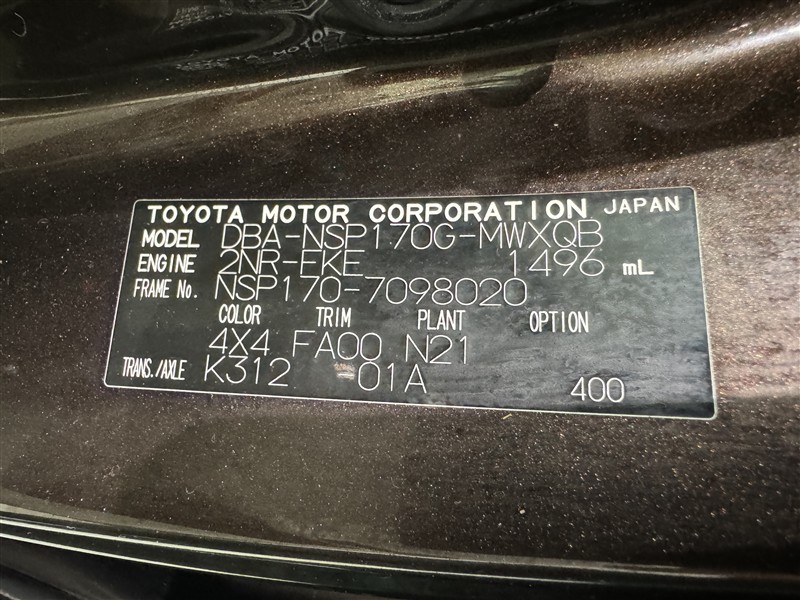 TOYOTA MOTOR CORPORATION JAPAN
MODEL DBA-NSP170G-MWXQB
ENGINE 2NR-FKE 1496 mL
FRAME No. NSP170-7098020
COLOR TRIM PLANT OPTION
4X4 FA00 N21
TRANS./AXLE K312 -01A
400